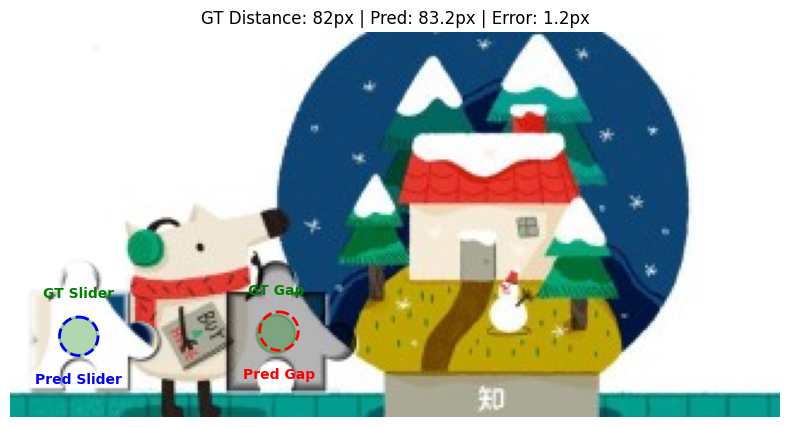 GT Distance: 82px | Pred: 83.2px | Error: 1.2px
GT Slider
GT Gap
BUY
Pred Slider
Pred Gap
知